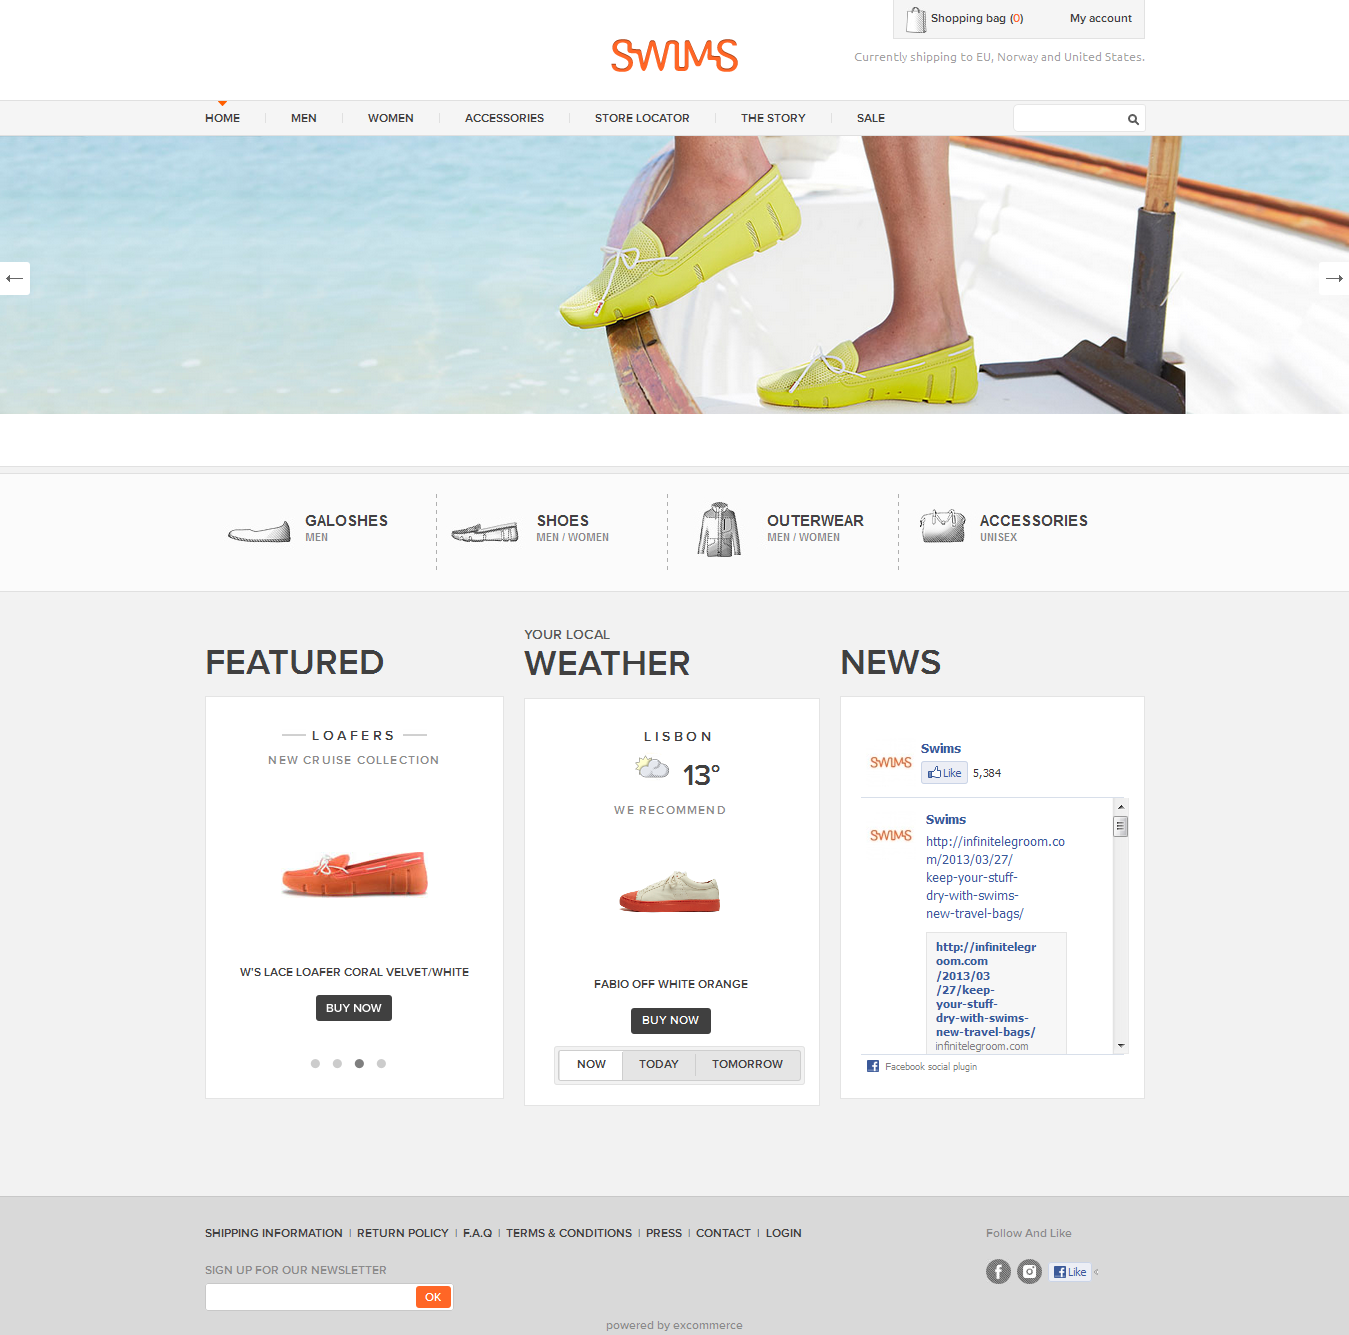 Shopping bag (0)
My account
SWIMS
Currently shipping to EU, Norway and United States.
HOME
MEN
WOMEN
ACCESSORIES
STORE LOCATOR
THE STORY
SALE
GALOSHES
MEN
SHOES
MEN / WOMEN
OUTERWEAR
MEN / WOMEN
ACCESSORIES
UNISEX
FEATURED
LOAFERS
NEW CRUISE COLLECTION
W'S LACE LOAFER CORAL VELVET/WHITE
BUY NOW
YOUR LOCAL
WEATHER
LISBON
13°
WE RECOMMEND
FABIO OFF WHITE ORANGE
BUY NOW
NOW
TODAY
TOMORROW
NEWS
SWIMS
Swims
Like
5,384
SWIMS
Swims
http://infinitelegroom.co
m/2013/03/27/
keep-your-stuff-
dry-with-swims-
new-travel-bags/
http://infinitelegr
oom.com
/2013/03
/27/keep-
your-stuff-
dry-with-swims-
new-travel-bags/
infinitelegroom.com
Facebook social plugin
SHIPPING INFORMATION | RETURN POLICY | F.A.Q | TERMS & CONDITIONS | PRESS | CONTACT | LOGIN
SIGN UP FOR OUR NEWSLETTER
OK
Follow And Like
Like
powered by excommerce